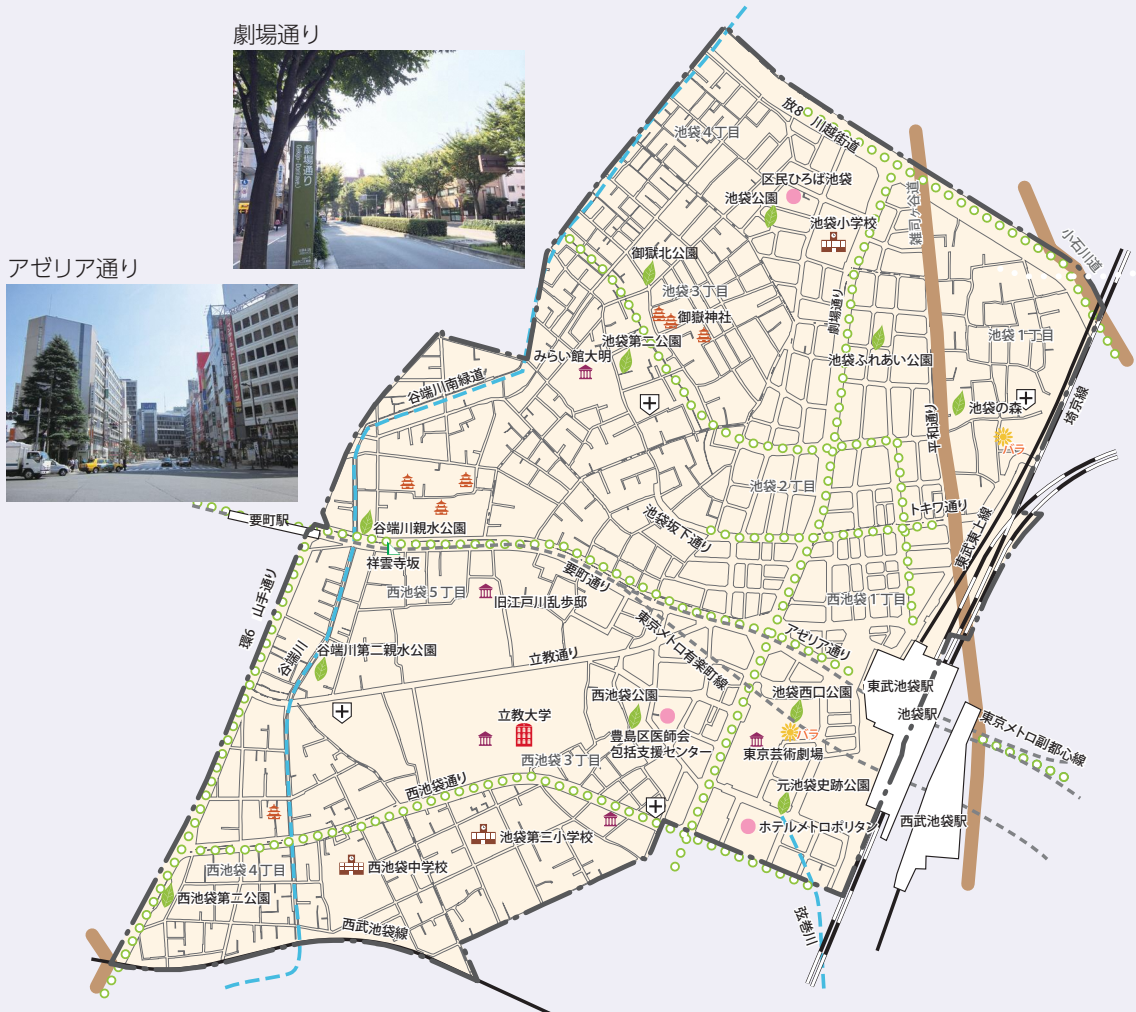 劇場通り
劇場通り
アゼリア通り
池袋4丁目
放8 川越街道
区民ひろば池袋
池袋公園
池袋小学校
雑司ヶ谷道
小石川道
御嶽北公園
池袋3丁目
御嶽神社
池袋第二公園
みらい館大明
劇場通り
池袋ふれあい公園
池袋1丁目
谷端川南緑道
池袋の森
バラ
平和通り
埼京線
池袋2丁目
トキワ通り
池袋坂下通り
東武東上線
要町駅
谷端川親水公園
祥雲寺坂
要町通り
西池袋5丁目
旧江戸川乱歩邸
西池袋1丁目
環6 山手通り
東京メトロ有楽町線
アゼリア通り
谷端川
谷端川第二親水公園
立教通り
東武池袋駅
西池袋公園
池袋西口公園
池袋駅
東京メトロ副都心線
立教大学
豊島区医師会
包括支援センター
バラ
東京芸術劇場
西池袋3丁目
西池袋通り
元池袋史跡公園
ホテルメトロポリタン
西武池袋駅
池袋第三小学校
西池袋4丁目
西池袋中学校
西池袋第二公園
西武池袋線
弦巻川